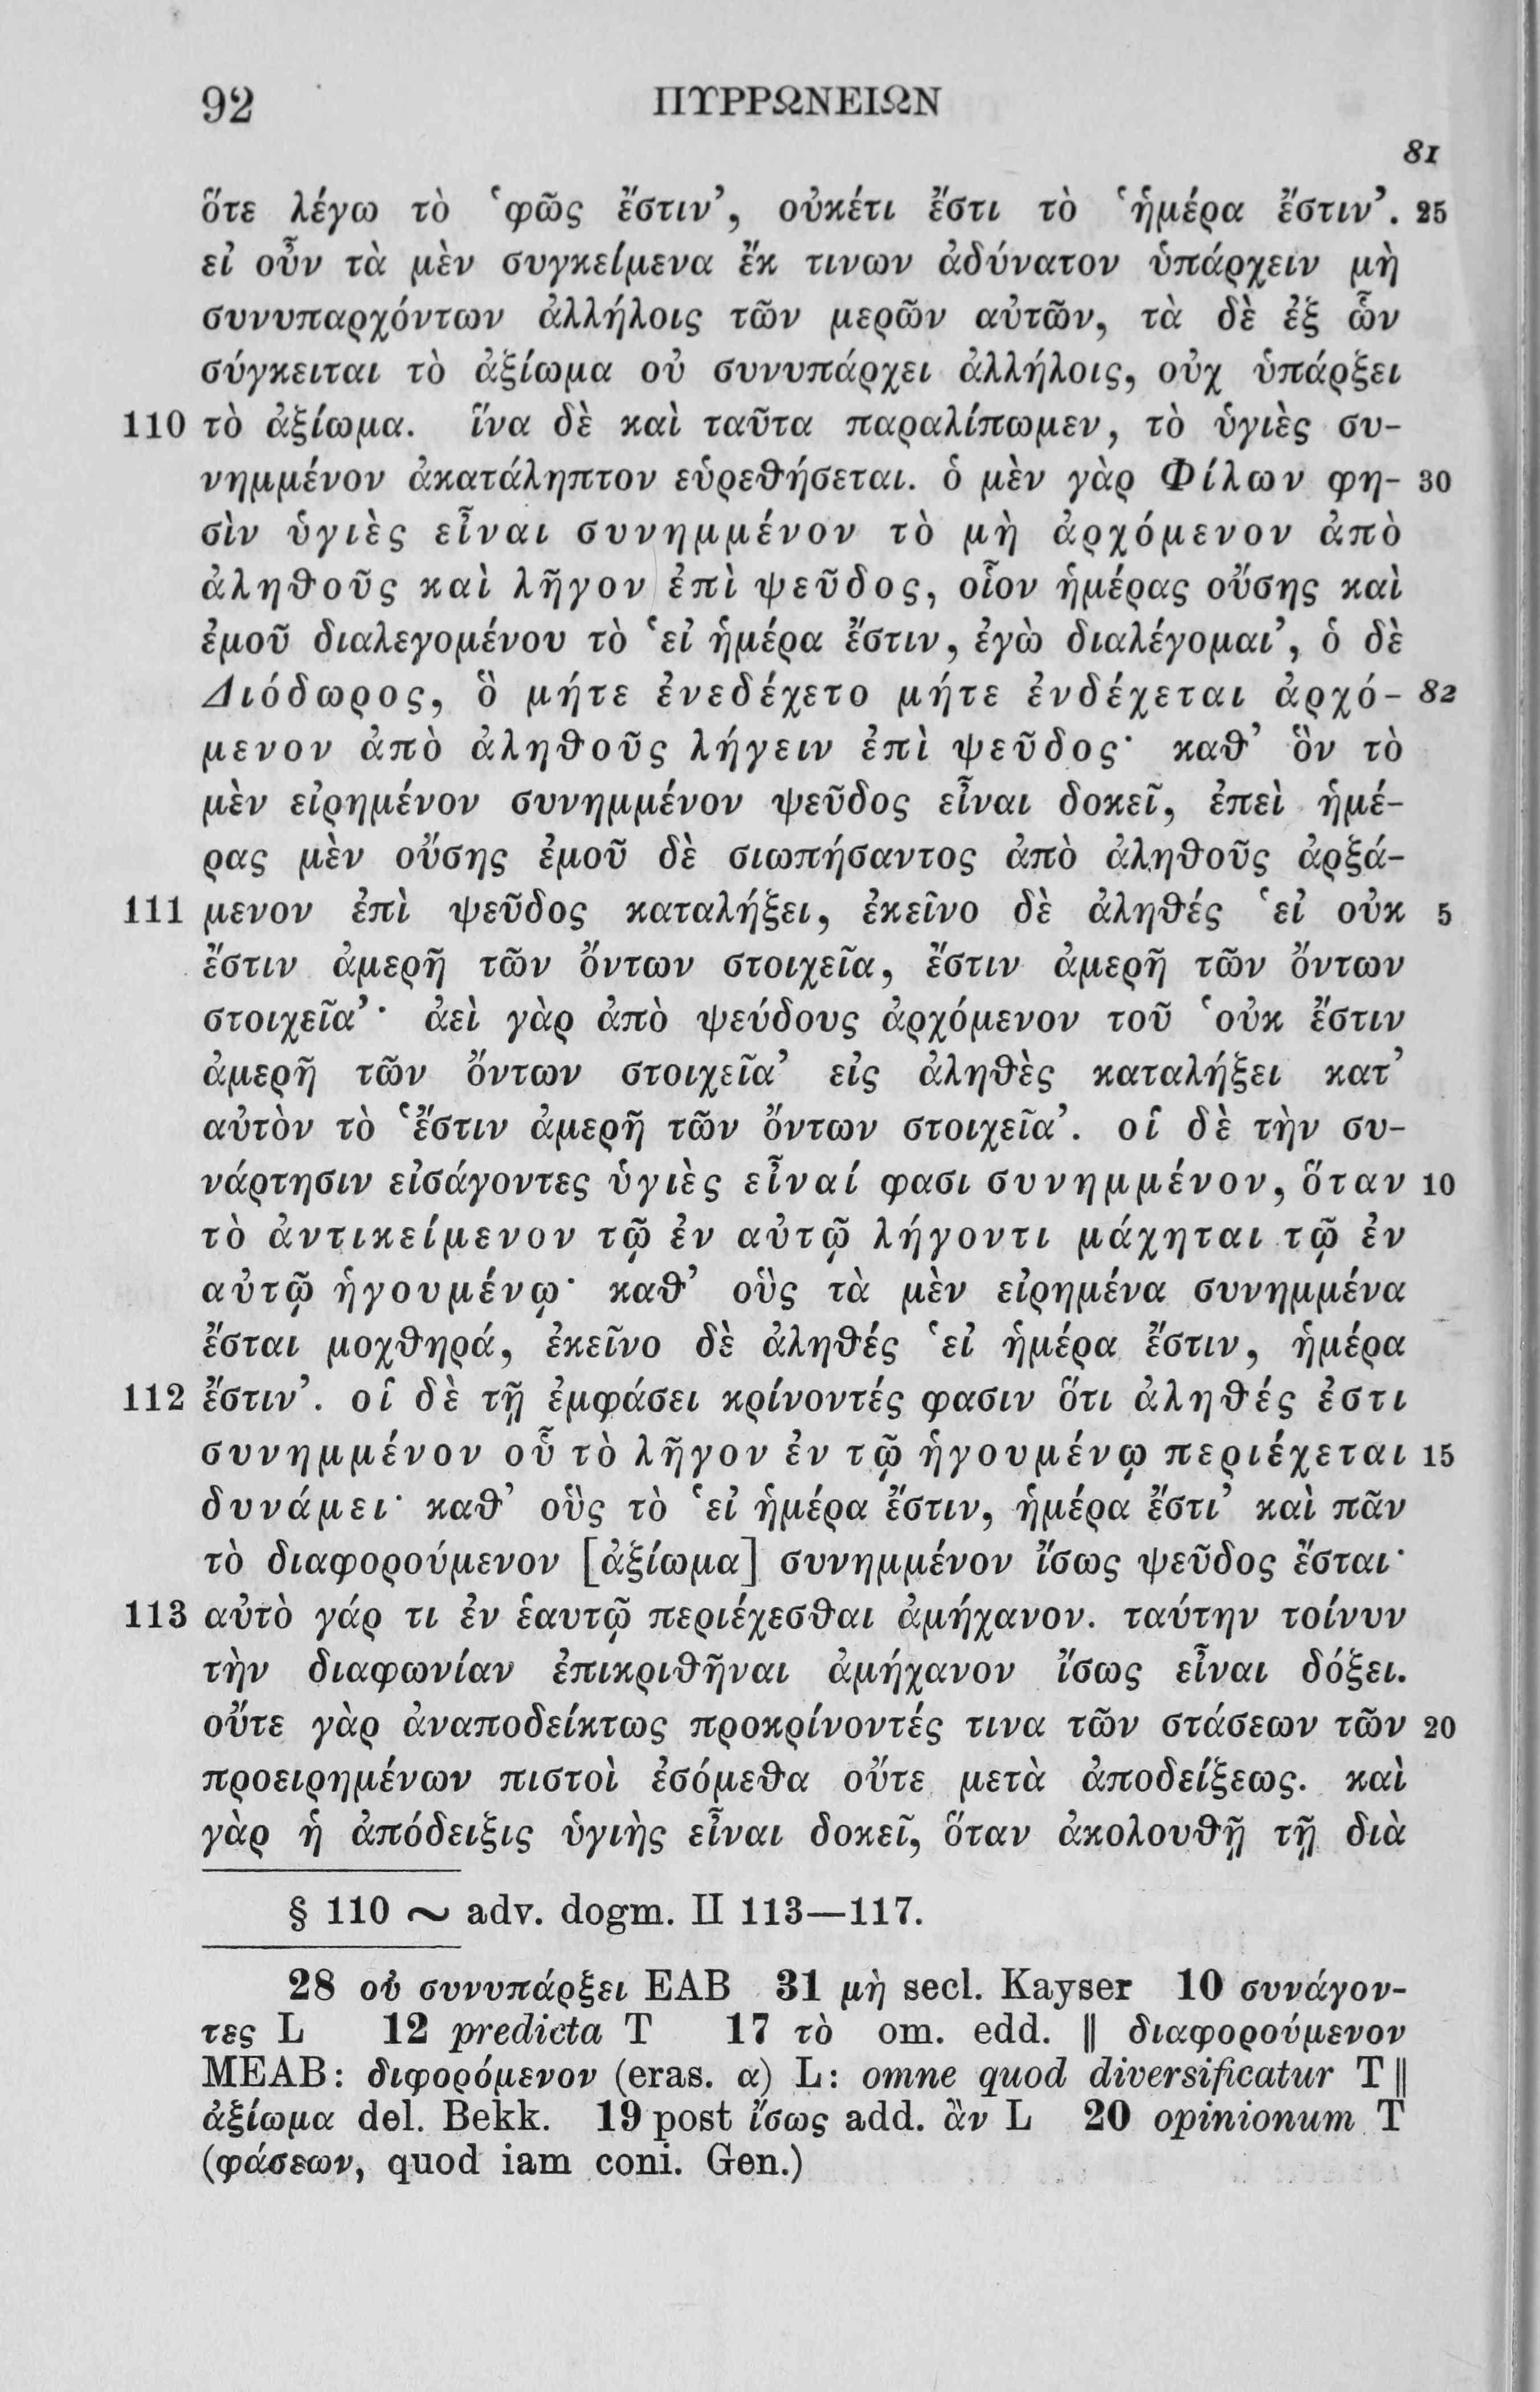 92 ΠΥΡΡΩΝΕΙΩΝ
81
ὅτε λέγω τὸ ‘φῶς ἔστιν’, οὐκέτι ἔστι τὸ ‘ἡμέρα ἔστιν’. 25
εἰ οὖν τὰ μὲν συγκείμενα ἔκ τινων ἀδύνατον ὑπάρχειν μὴ
συνυπαρχόντων ἀλλήλοις τῶν μερῶν αὐτῶν, τὰ δὲ ἐξ ὧν
σύγκειται τὸ ἀξίωμα οὐ συνυπάρχει ἀλλήλοις, οὐχ ὑπάρξει
110 τὸ ἀξίωμα. ἵνα δὲ καὶ ταῦτα παραλίπωμεν, τὸ ὑγιὲς συ-
νημμένον ἀκατάληπτον εὑρεθήσεται. ὁ μὲν γὰρ Φίλων φη- 30
σὶν ὑγιὲς εἶναι συνημμένον τὸ μὴ ἀρχόμενον ἀπὸ
ἀληθοῦς καὶ λῆγον ἐπὶ ψεῦδος, οἷον ἡμέρας οὔσης καὶ
ἐμοῦ διαλεγομένου τὸ ‘εἰ ἡμέρα ἔστιν, ἐγὼ διαλέγομαι’, ὁ δὲ
Διόδωρος, ὃ μήτε ἐνεδέχετο μήτε ἐνδέχεται ἀρχό- 82
μενον ἀπὸ ἀληθοῦς λήγειν ἐπὶ ψεῦδος· καθ’ ὃν τὸ
μὲν εἰρημένον συνημμένον ψεῦδος εἶναι δοκεῖ, ἐπεὶ ἡμέ-
ρας μὲν οὔσης ἐμοῦ δὲ σιωπήσαντος ἀπὸ ἀληθοῦς ἀρξά-
111 μενον ἐπὶ ψεῦδος καταλήξει, ἐκεῖνο δὲ ἀληθές ‘εἰ οὐκ 5
ἔστιν ἀμερῆ τῶν ὄντων στοιχεῖα, ἔστιν ἀμερῆ τῶν ὄντων
στοιχεῖα’· ἀεὶ γὰρ ἀπὸ ψεύδους ἀρχόμενον τοῦ ‘οὐκ ἔστιν
ἀμερῆ τῶν ὄντων στοιχεῖα’ εἰς ἀληθὲς καταλήξει κατ’
αὐτὸν τὸ ‘ἔστιν ἀμερῆ τῶν ὄντων στοιχεῖα’. οἱ δὲ τὴν συ-
νάρτησιν εἰσάγοντες ὑγιὲς εἶναί φασι συνημμένον, ὅταν 10
τὸ ἀντικείμενον τῷ ἐν αὐτῷ λήγοντι μάχηται τῷ ἐν
αὐτῷ ἡγουμένῳ· καθ’ οὓς τὰ μὲν εἰρημένα συνημμένα
ἔσται μοχθηρά, ἐκεῖνο δὲ ἀληθές ‘εἰ ἡμέρα ἔστιν, ἡμέρα
112 ἔστιν’. οἱ δὲ τῇ ἐμφάσει κρίνοντές φασιν ὅτι ἀληθές ἐστι
συνημμένον οὗ τὸ λῆγον ἐν τῷ ἡγουμένῳ περιέχεται 15
δυνάμει· καθ’ οὓς τὸ ‘εἰ ἡμέρα ἔστιν, ἡμέρα ἔστι’ καὶ πᾶν
τὸ διαφορούμενον [ἀξίωμα] συνημμένον ἴσως ψεῦδος ἔσται·
113 αὐτὸ γάρ τι ἐν ἑαυτῷ περιέχεσθαι ἀμήχανον. ταύτην τοίνυν
τὴν διαφωνίαν ἐπικριθῆναι ἀμήχανον ἴσως εἶναι δόξει.
οὔτε γὰρ ἀναποδείκτως προκρίνοντές τινα τῶν στάσεων τῶν 20
προειρημένων πιστοὶ ἐσόμεθα οὔτε μετὰ ἀποδείξεως. καὶ
γὰρ ἡ ἀπόδειξις ὑγιὴς εἶναι δοκεῖ, ὅταν ἀκολουθῇ τῇ διὰ
§ 110 ~ adv. dogm. II 113—117.
28 οὐ συνυπάρξει EAB 31 μὴ secl. Kayser 10 συνάγον-
τες L 12 predicta T 17 τὸ om. edd. || διαφορούμενον
MEAB: διφορόμενον (eras. α) L: omne quod diversificatur T ||
ἀξίωμα del. Bekk. 19 post ἴσως add. ἂν L 20 opinionum T
(φάσεων, quod iam coni. Gen.)